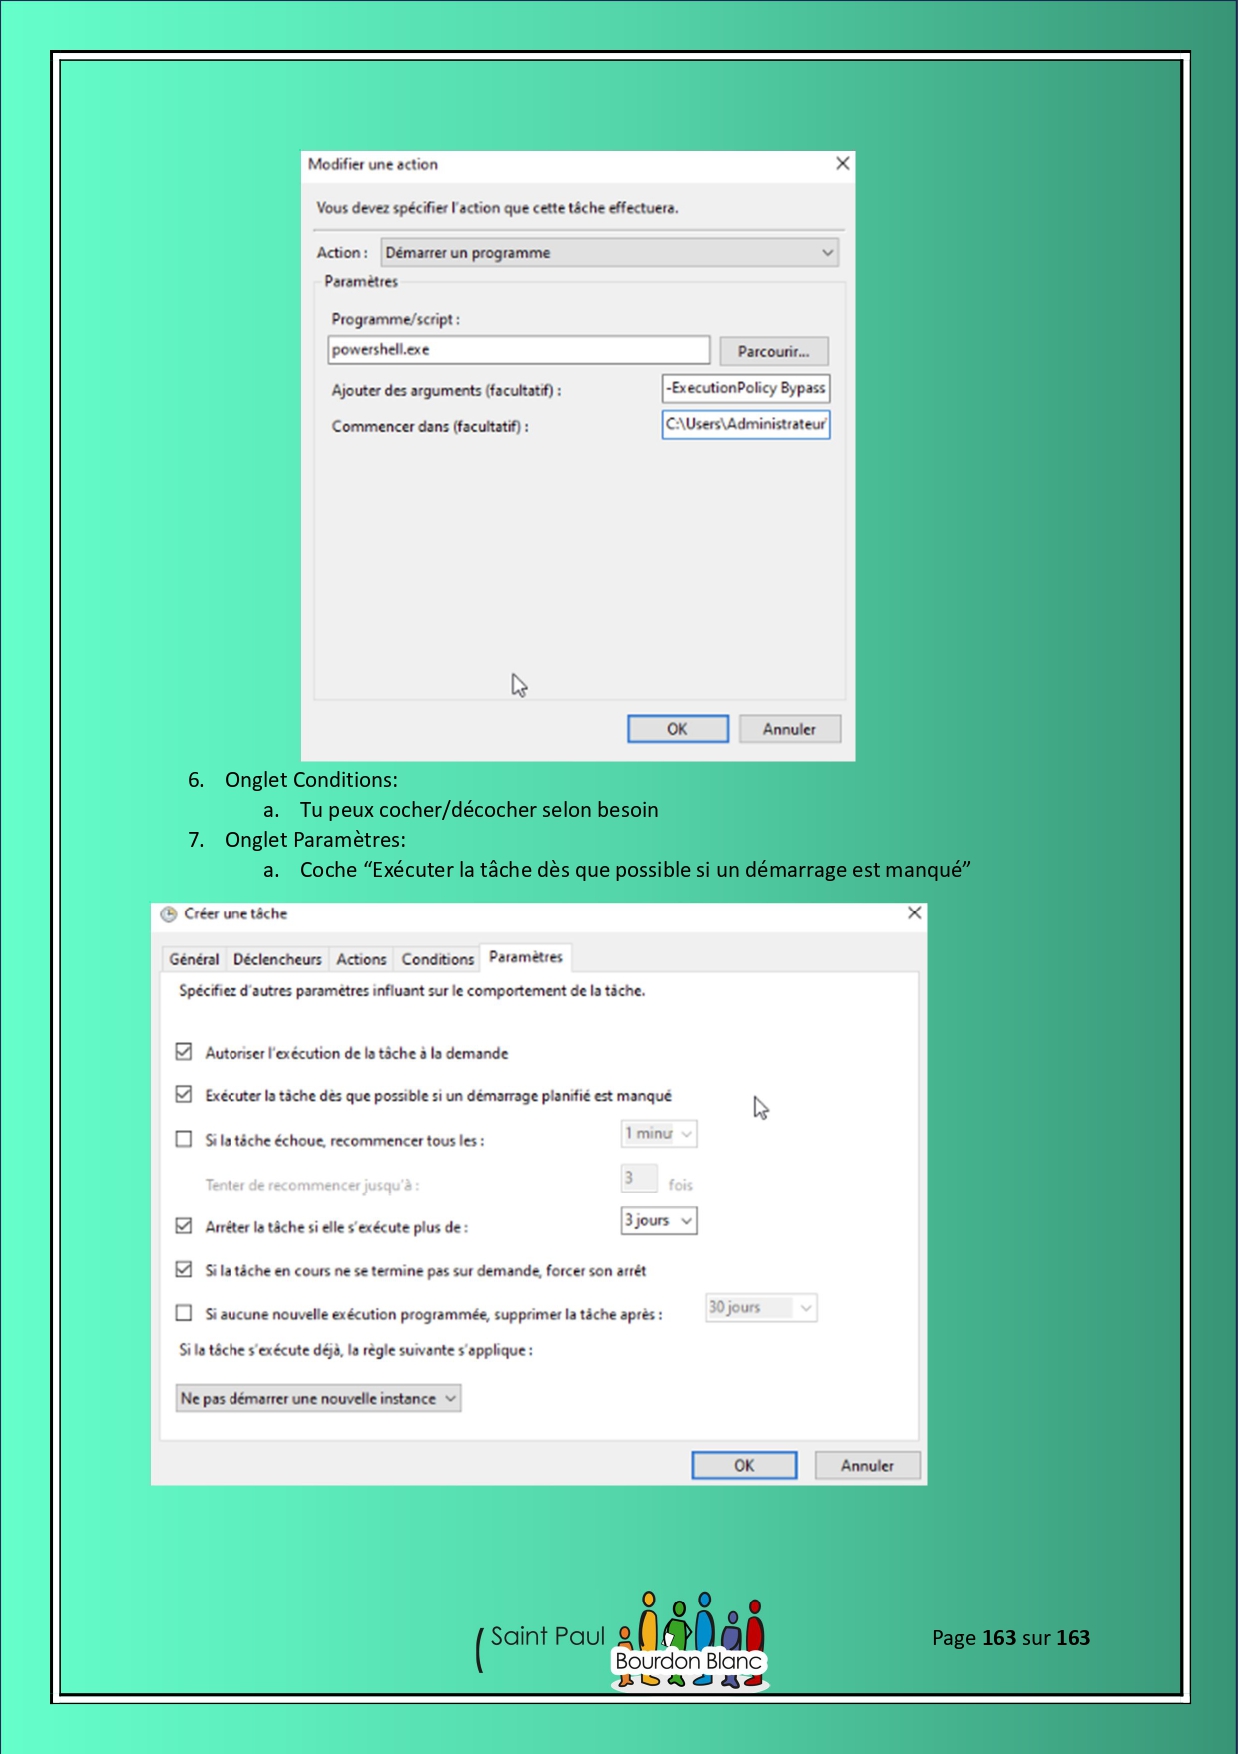 Modifier une action
Vous devez spécifier l'action que cette tâche effectuera.
Action : Démarrer un programme
Paramètres
Programme/script :
powershell.exe Parcourir...
Ajouter des arguments (facultatif) : -ExecutionPolicy Bypass
Commencer dans (facultatif) : C:\Users\Administrateur
OK Annuler
6. Onglet Conditions:
a. Tu peux cocher/décocher selon besoin
7. Onglet Paramètres:
a. Coche “Exécuter la tâche dès que possible si un démarrage est manqué”
Créer une tâche
Général Déclencheurs Actions Conditions Paramètres
Spécifiez d'autres paramètres influant sur le comportement de la tâche.
Autoriser l'exécution de la tâche à la demande
Exécuter la tâche dès que possible si un démarrage planifié est manqué
Si la tâche échoue, recommencer tous les : 1 minu
Tenter de recommencer jusqu'à : 3 fois
Arrêter la tâche si elle s'exécute plus de : 3 jours
Si la tâche en cours ne se termine pas sur demande, forcer son arrêt
Si aucune nouvelle exécution programmée, supprimer la tâche après : 30 jours
Si la tâche s'exécute déjà, la règle suivante s'applique :
Ne pas démarrer une nouvelle instance
OK Annuler
Saint Paul
Bourdon Blanc
Page 163 sur 163